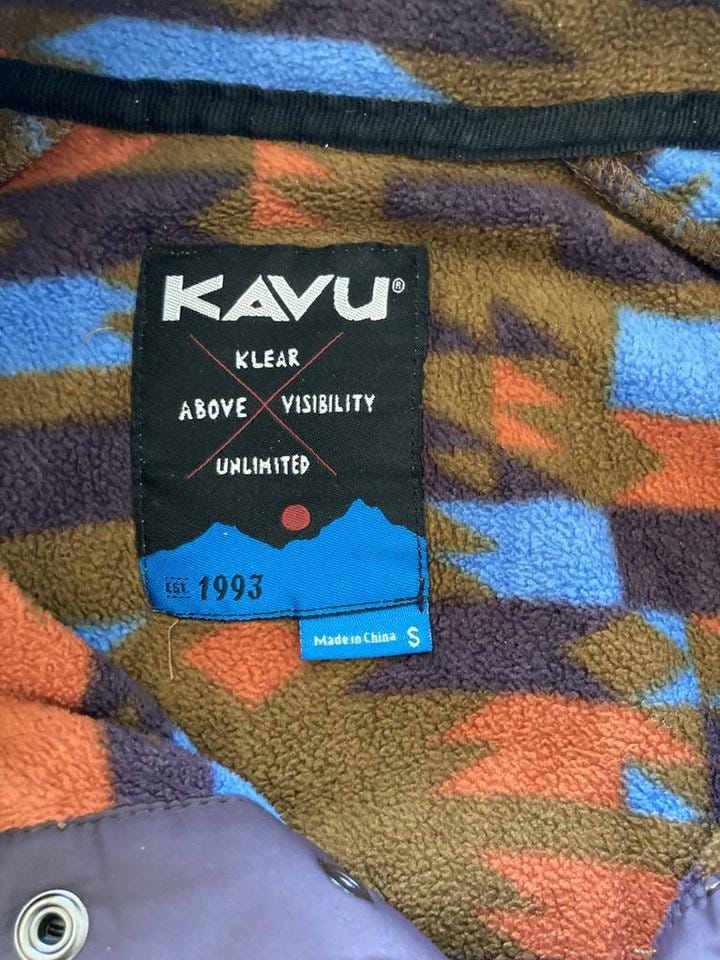 KAVU®
KLEAR
ABOVE VISIBILITY
UNLIMITED
EST. 1993
Made in China S